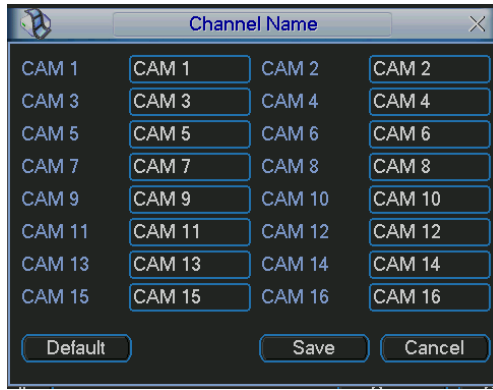 Channel Name
CAM 1 CAM 1 CAM 2 CAM 2
CAM 3 CAM 3 CAM 4 CAM 4
CAM 5 CAM 5 CAM 6 CAM 6
CAM 7 CAM 7 CAM 8 CAM 8
CAM 9 CAM 9 CAM 10 CAM 10
CAM 11 CAM 11 CAM 12 CAM 12
CAM 13 CAM 13 CAM 14 CAM 14
CAM 15 CAM 15 CAM 16 CAM 16
Default Save Cancel